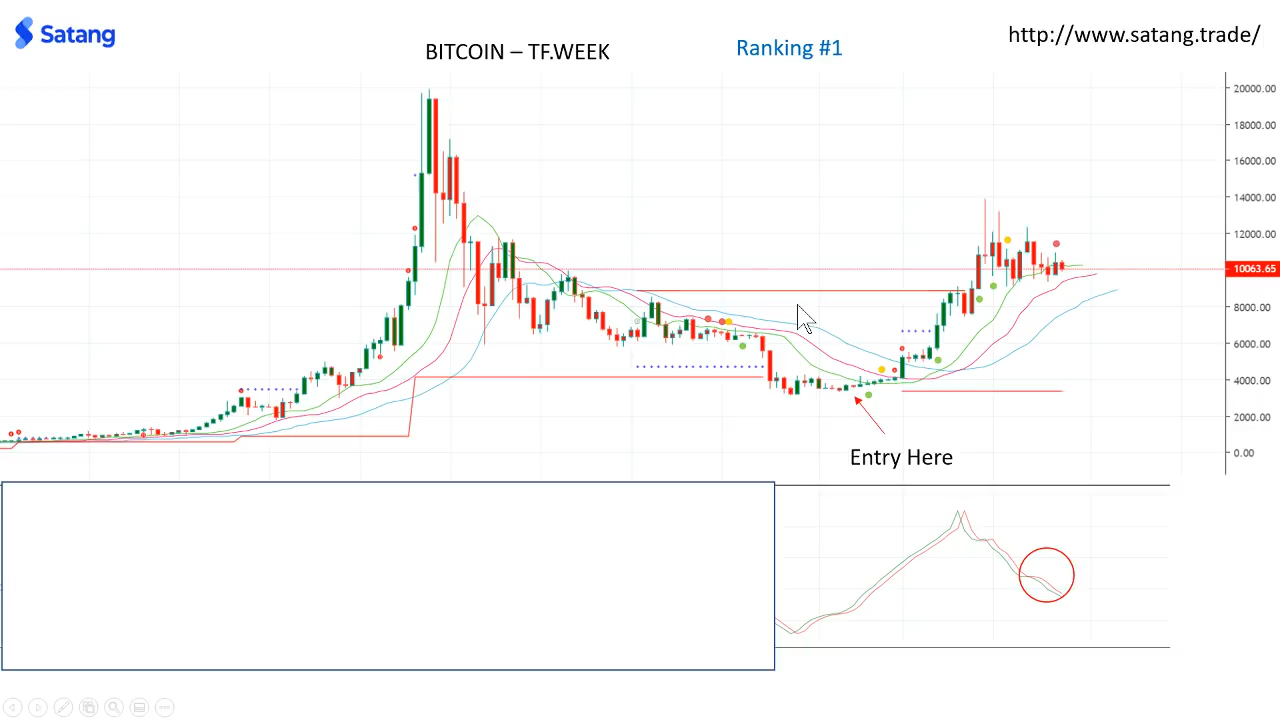 Satang
BITCOIN – TF.WEEK
Ranking #1
http://www.satang.trade/
20000.00
18000.00
16000.00
14000.00
12000.00
10063.65
8000.00
6000.00
4000.00
2000.00
0.00
Entry Here